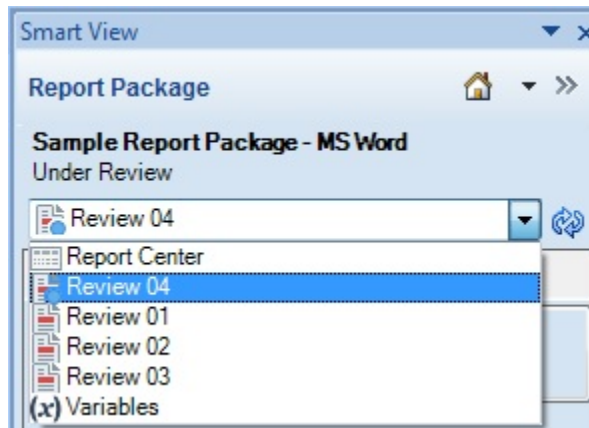 Smart View
Report Package
Sample Report Package - MS Word
Under Review
Review 04
Report Center
Review 04
Review 01
Review 02
Review 03
(x) Variables